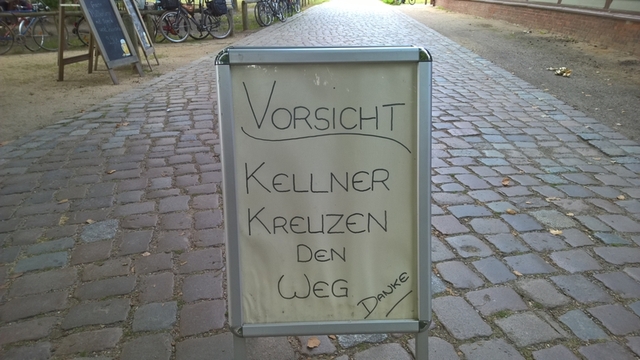 VORSICHT
KELLNER
KREUZEN
DEN
WEG
DANKE